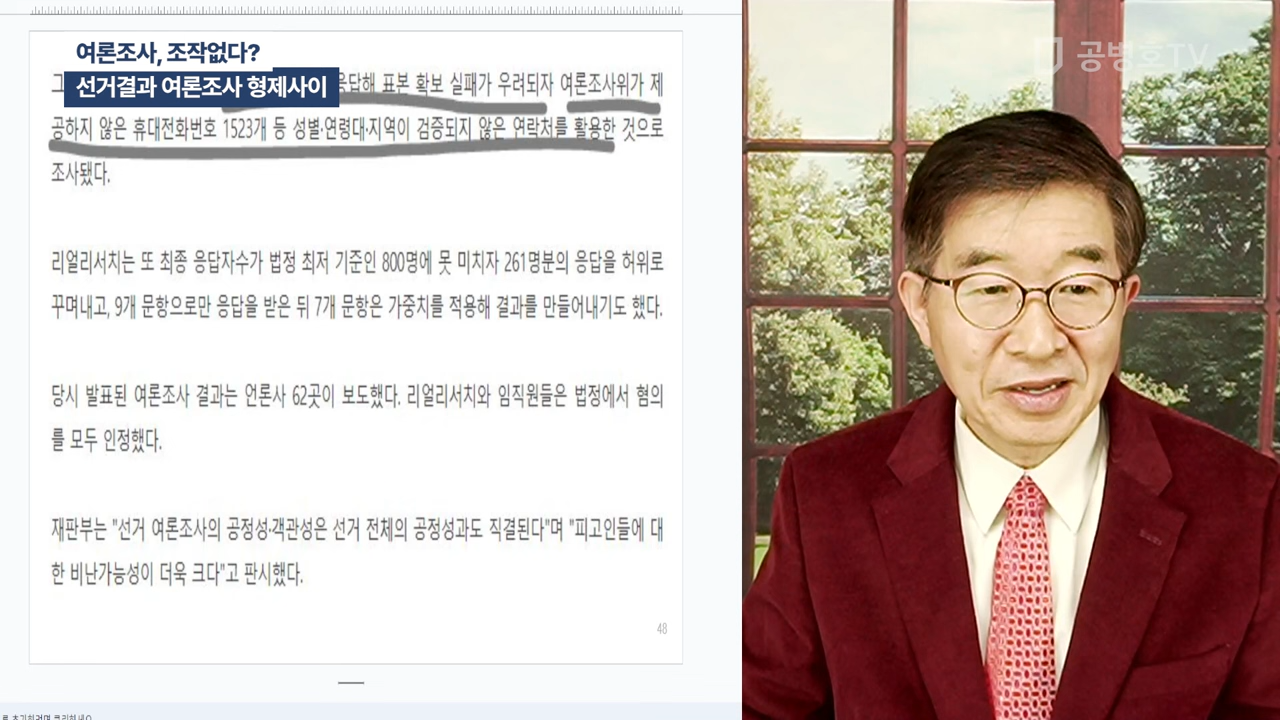 여론조사, 조작없다?
선거결과 여론조사 형제사이
공병호TV
그 응답해 표본 확보 실패가 우려되자 여론조사위가 제
공하지 않은 휴대전화번호 1523개 등 성별·연령대·지역이 검증되지 않은 연락처를 활용한 것으로
조사됐다.
리얼리서치는 또 최종 응답자수가 법정 최저 기준인 800명에 못 미치자 261명분의 응답을 허위로
꾸며내고, 9개 문항으로만 응답을 받은 뒤 7개 문항은 가중치를 적용해 결과를 만들어내기도 했다.
당시 발표된 여론조사 결과는 언론사 62곳이 보도했다. 리얼리서치와 임직원들은 법정에서 혐의
를 모두 인정했다.
재판부는 "선거 여론조사의 공정성·객관성은 선거 전체의 공정성과도 직결된다"며 "피고인들에 대
한 비난가능성이 더욱 크다"고 판시했다.
48